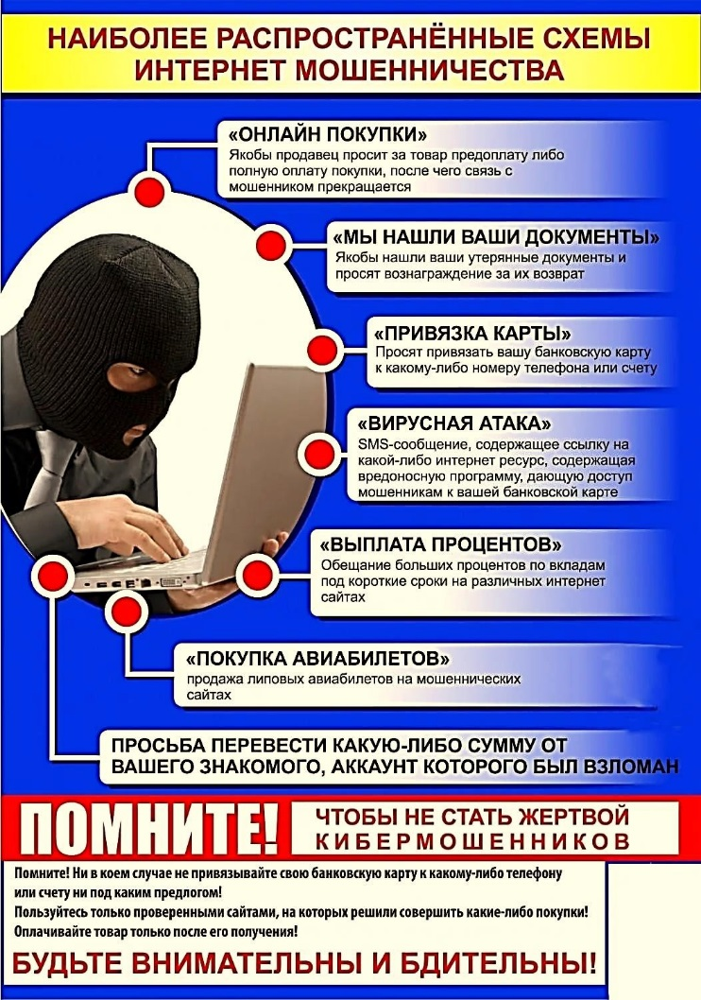 НАИБОЛЕЕ РАСПРОСТРАНЁННЫЕ СХЕМЫ
ИНТЕРНЕТ МОШЕННИЧЕСТВА
«ОНЛАЙН ПОКУПКИ»
Якобы продавец просит за товар предоплату либо
полную оплату покупки, после чего связь с
мошенником прекращается
«МЫ НАШЛИ ВАШИ ДОКУМЕНТЫ»
Якобы нашли ваши утерянные документы и
просят вознаграждение за их возврат
«ПРИВЯЗКА КАРТЫ»
Просят привязать вашу банковскую карту
к какому-либо номеру телефона или счету
«ВИРУСНАЯ АТАКА»
SMS-сообщение, содержащее ссылку на
какой-либо интернет ресурс, содержащая
вредоносную программу, дающую доступ
мошенникам к вашей банковской карте
«ВЫПЛАТА ПРОЦЕНТОВ»
Обещание больших процентов по вкладам
под короткие сроки на различных интернет
сайтах
«ПОКУПКА АВИАБИЛЕТОВ»
продажа липовых авиабилетов на мошеннических
сайтах
ПРОСЬБА ПЕРЕВЕСТИ КАКУЮ-ЛИБО СУММУ ОТ
ВАШЕГО ЗНАКОМОГО, АККАУНТ КОТОРОГО БЫЛ ВЗЛОМАН
ПОМНИТЕ!
ЧТОБЫ НЕ СТАТЬ ЖЕРТВОЙ
КИБЕРМОШЕННИКОВ
Помните! Ни в коем случае не привязывайте свою банковскую карту к какому-либо телефону
или счету ни под каким предлогом!
Пользуйтесь только проверенными сайтами, на которых решили совершить какие-либо покупки!
Оплачивайте товар только после его получения!
БУДЬТЕ ВНИМАТЕЛЬНЫ И БДИТЕЛЬНЫ!